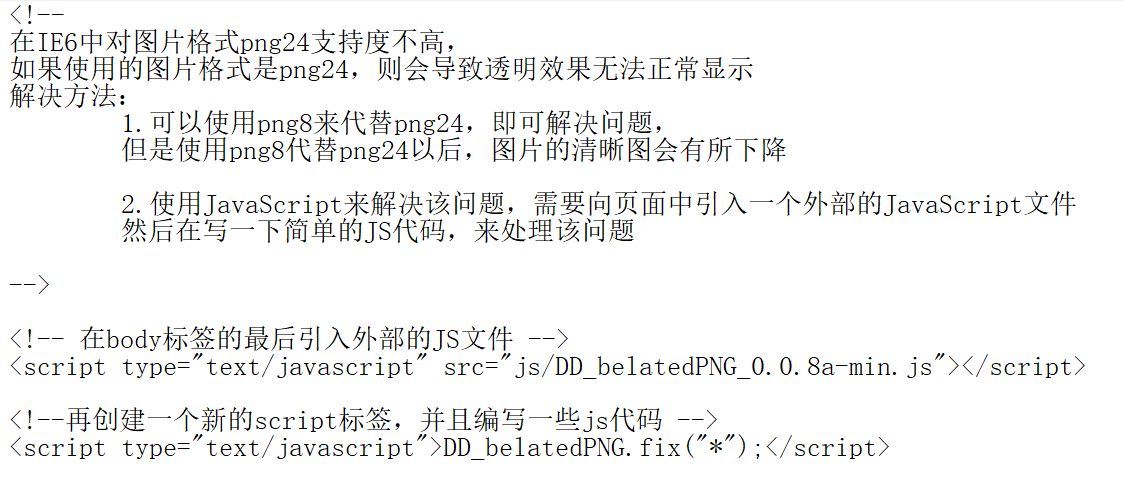 <!--
在IE6中对图片格式png24支持度不高,
如果使用的图片格式是png24，则会导致透明效果无法正常显示
解决方法：
1.可以使用png8来代替png24，即可解决问题，
但是使用png8代替png24以后，图片的清晰图会有所下降
2.使用JavaScript来解决该问题，需要向页面中引入一个外部的JavaScript文件
然后在写一下简单的JS代码，来处理该问题
-->
<!-- 在body标签的最后引入外部的JS文件 -->
<script type="text/javascript" src="js/DD_belatedPNG_0.0.8a-min.js"></script>
<!--再创建一个新的script标签，并且编写一些js代码 -->
<script type="text/javascript">DD_belatedPNG.fix("*");</script>